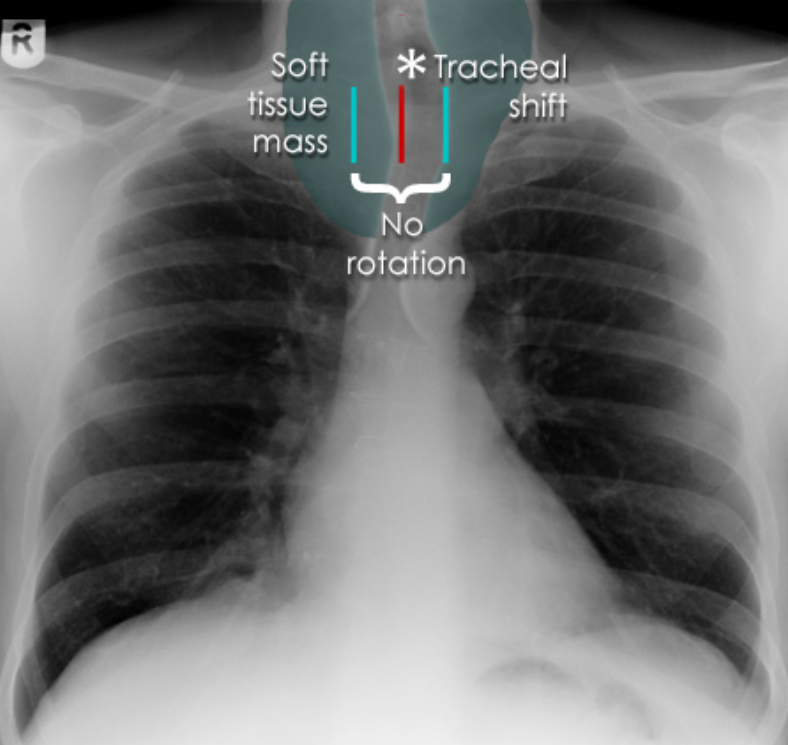 R
Soft
tissue
mass
* Tracheal
shift
No
rotation